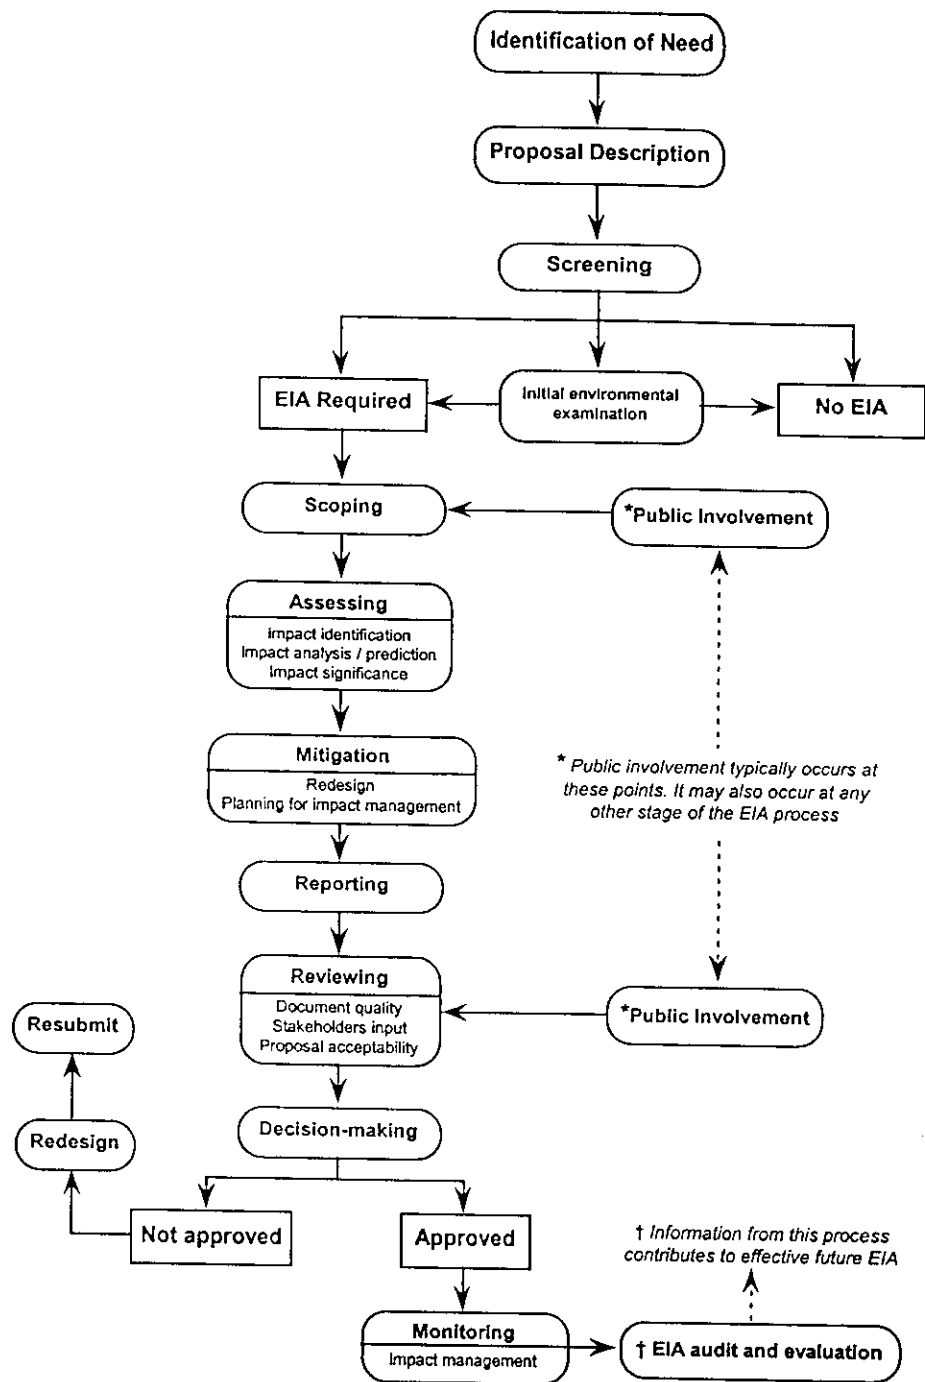 Identification of Need
Proposal Description
Screening
EIA Required
Initial environmental
examination
No EIA
Scoping
*Public Involvement
Assessing
Impact identification
Impact analysis / prediction
Impact significance
Mitigation
Redesign
Planning for impact management
* Public involvement typically occurs at
these points. It may also occur at any
other stage of the EIA process
Reporting
Reviewing
Document quality
Stakeholders input
Proposal acceptability
*Public Involvement
Resubmit
Redesign
Decision-making
Not approved
Approved
† Information from this process
contributes to effective future EIA
Monitoring
Impact management
† EIA audit and evaluation